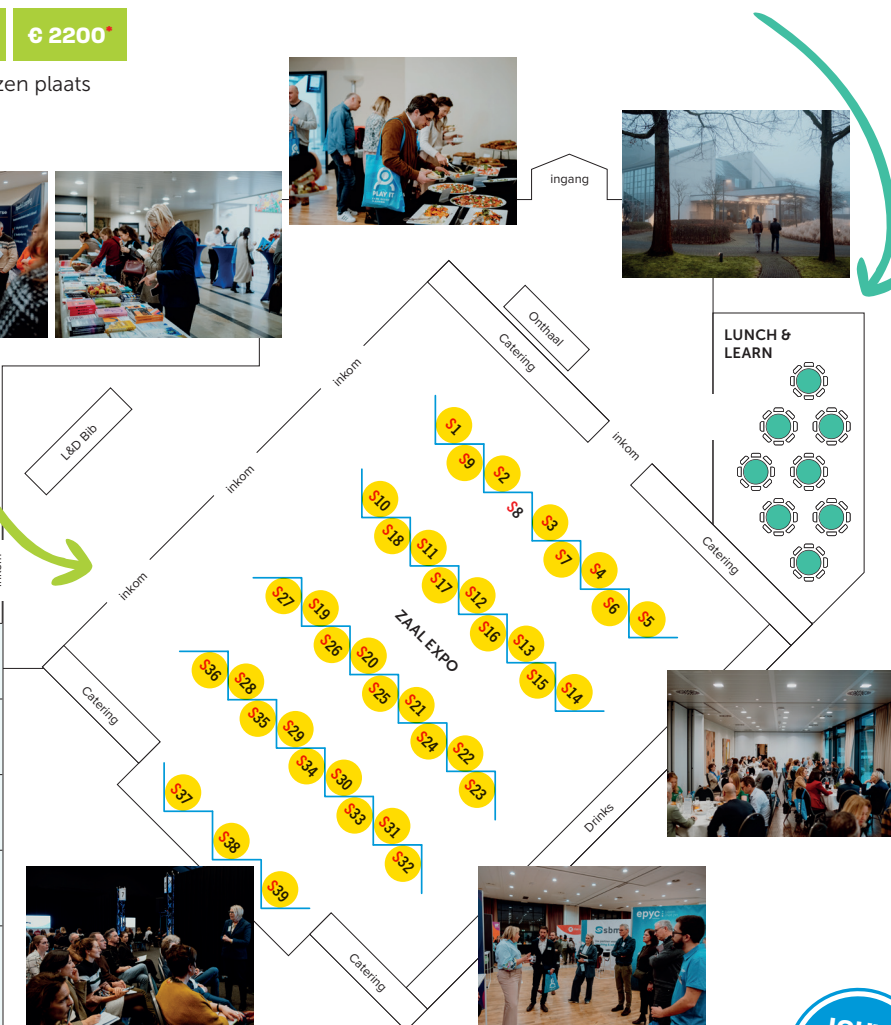 € 2200*
zen plaats
ingang
PLAY IT
Onthaal
Catering
LUNCH &
LEARN
inkom
inkom
L&D Bib
inkom
inkom
Catering
S1
S9
S2
S8
S3
S7
S4
S6
S5
S10
S18
S11
S17
S12
S16
S13
S15
S14
ZAAL EXPO
S27
S19
S26
S20
S25
S21
S24
S22
S23
S36
S28
S35
S29
S34
S30
S33
S31
S32
Catering
S37
S38
S39
Drinks
Catering
epyc
Ssbm